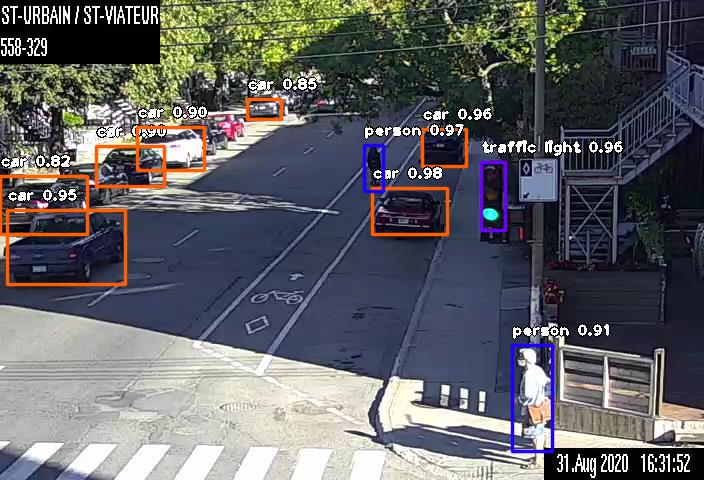 ST-URBAIN / ST-VIATEUR
558-329
car 0.85
car 0.90
car 0.90
car 0.96
person 0.97
traffic light 0.96
car 0.82
car 0.98
car 0.95
person 0.91
31.Aug 2020 16:31:52